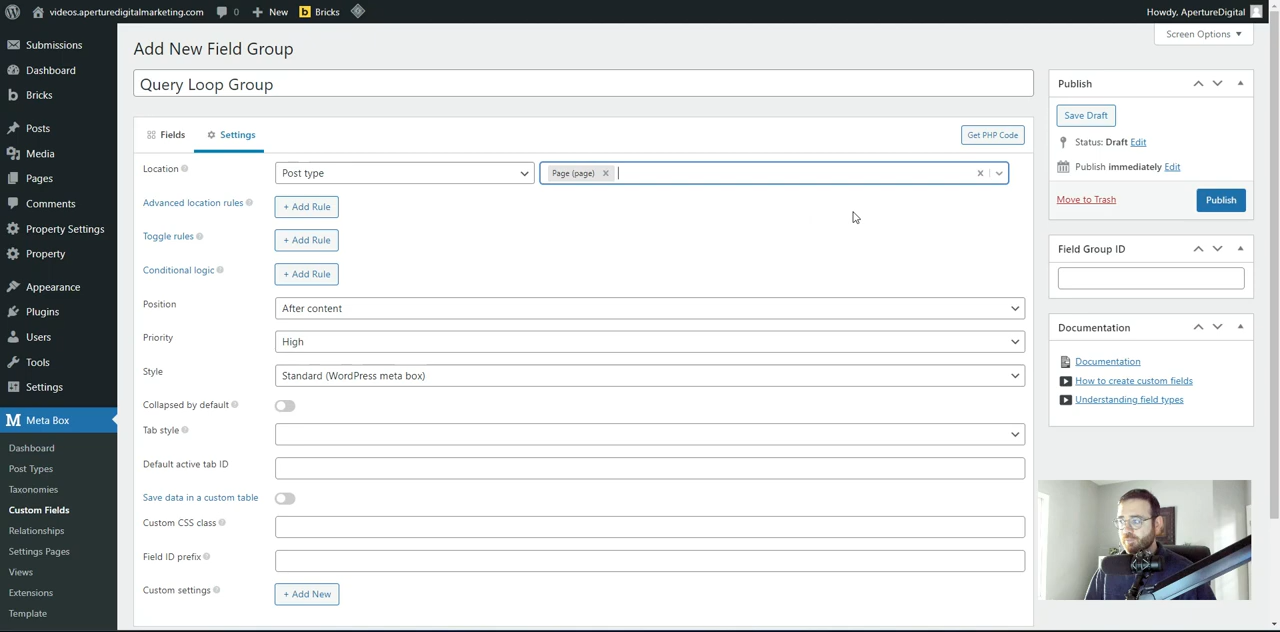 videos.aperturedigitalmarketing.com 0 New b Bricks Howdy, ApertureDigital
Screen Options
Submissions
Dashboard
b Bricks
Posts
Media
Pages
Comments
Property Settings
Property
Appearance
Plugins
Users
Tools
Settings
M Meta Box
Dashboard
Post Types
Taxonomies
Custom Fields
Relationships
Settings Pages
Views
Extensions
Template
Add New Field Group
Query Loop Group
Fields Settings Get PHP Code
Location Post type Page (page)
Advanced location rules + Add Rule
Toggle rules + Add Rule
Conditional logic + Add Rule
Position After content
Priority High
Style Standard (WordPress meta box)
Collapsed by default
Tab style
Default active tab ID
Save data in a custom table
Custom CSS class
Field ID prefix
Custom settings + Add New
Publish
Save Draft
Status: Draft Edit
Publish immediately Edit
Move to Trash Publish
Field Group ID
Documentation
Documentation
How to create custom fields
Understanding field types